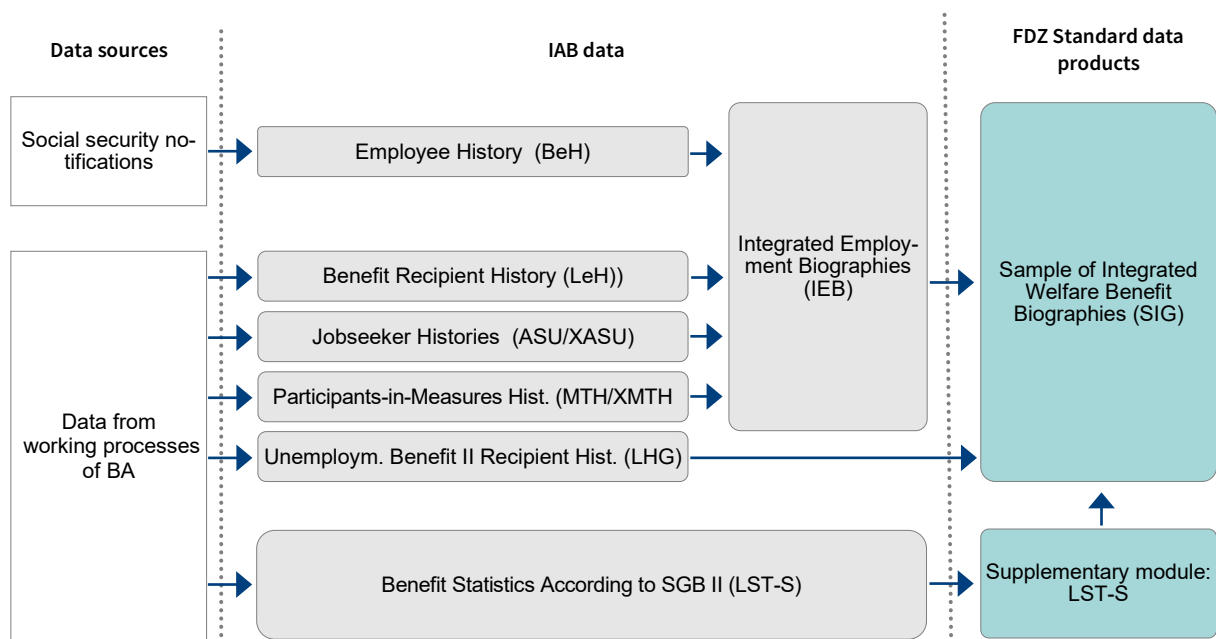 Data sources
IAB data
FDZ Standard data
products
Social security no-
tifications
Employee History  (BeH)
Integrated Employ-
ment Biographies
(IEB)
Sample of Integrated
Welfare Benefit
Biographies (SIG)
Benefit Recipient History (LeH))
Jobseeker Histories  (ASU/XASU)
Participants-in-Measures Hist. (MTH/XMTH
Data from
working processes
of BA
Unemploym. Benefit II Recipient Hist. (LHG)
Benefit Statistics According to SGB II (LST-S)
Supplementary module:
LST-S